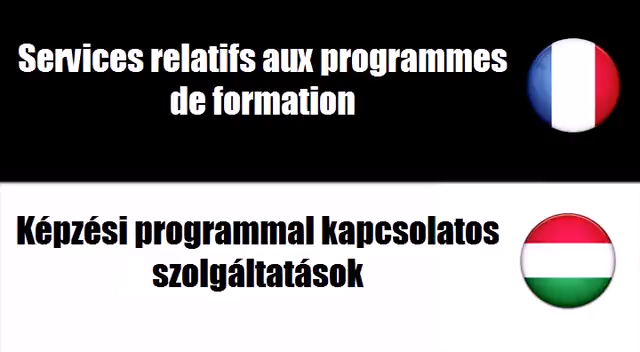 Services relatifs aux programmes
de formation
Képzési programmal kapcsolatos
szolgáltatások